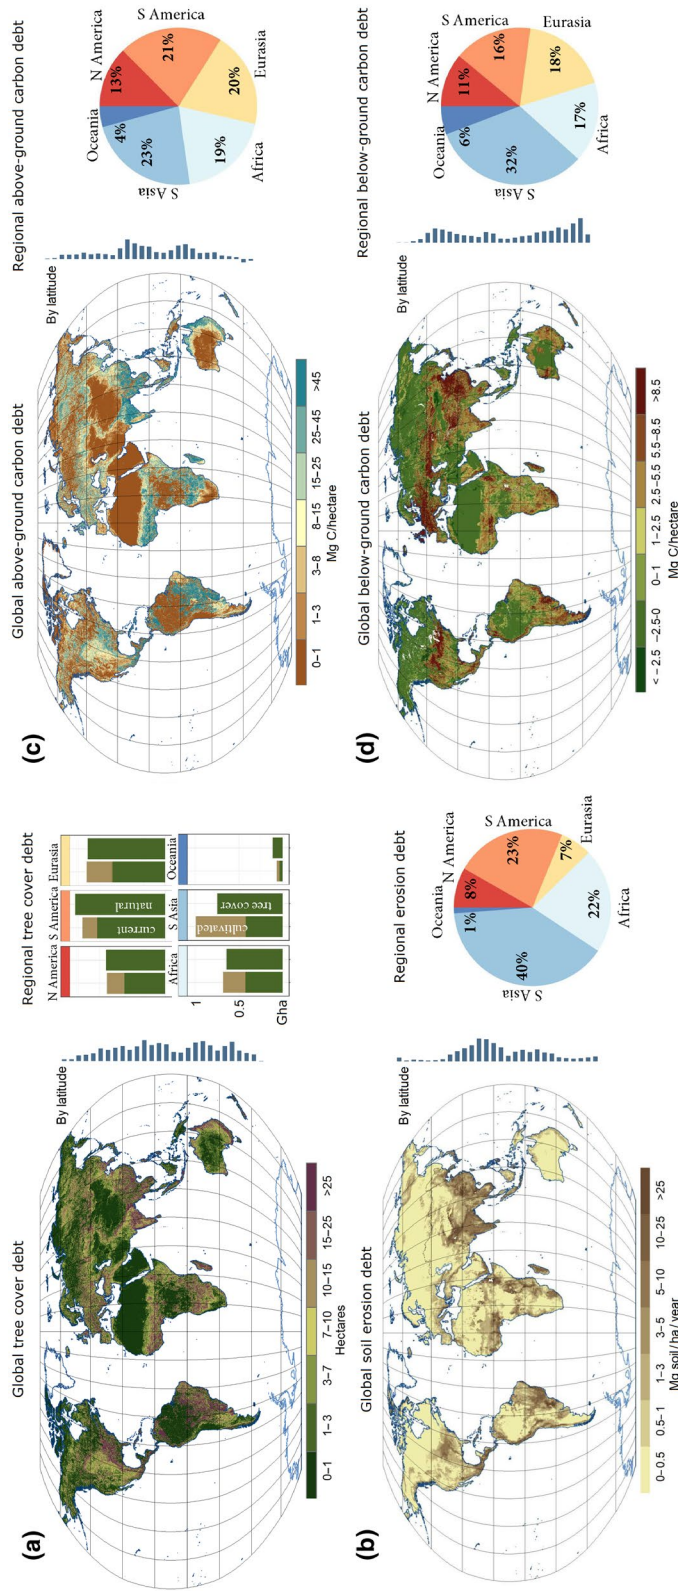 (a)
Global tree cover debt
By latitude
0–1
1–3
3–7
7–10
10–15
15–25
>25
Hectares
Regional tree cover debt
N America
S America
Eurasia
current
natural
Africa
S Asia
Oceania
cultivated
tree cover
1
0.5
Gha
(b)
Global soil erosion debt
By latitude
0–0.5
0.5–1
1–3
3–5
5–10
10–25
>25
Mg soil/ha/year
Regional erosion debt
Oceania
N America
S America
Eurasia
Africa
S Asia
1%
8%
23%
7%
22%
40%
(c)
Global above-ground carbon debt
By latitude
0–1
1–3
3–8
8–15
15–25
25–45
>45
Mg C/hectare
Regional above-ground carbon debt
Oceania
N America
S America
Eurasia
Africa
S Asia
4%
13%
21%
20%
19%
23%
(d)
Global below-ground carbon debt
By latitude
<–2.5
–2.5-0
0–1
1–2.5
2.5–5.5
5.5–8.5
>8.5
Mg C/hectare
Regional below-ground carbon debt
Oceania
N America
S America
Eurasia
Africa
S Asia
6%
11%
16%
18%
17%
32%